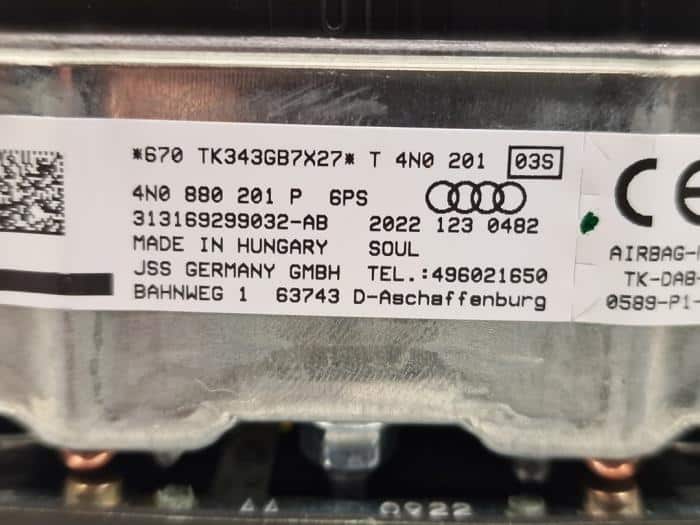 *670 TK343GB7X27* T 4N0 201 03S
4N0 880 201 P 6PS
313169299032-AB 2022 123 0482
MADE IN HUNGARY SOUL
JSS GERMANY GMBH TEL.:496021650
BAHNWEG 1 63743 D-Aschaffenburg
CE
AIRBAG-
TK-DAB-
0589-P1-
0922